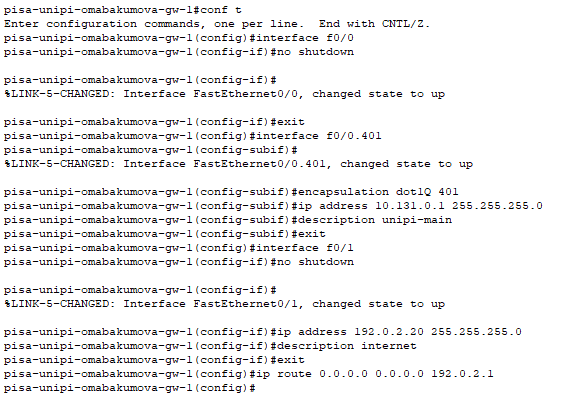 pisa-unipi-omabakumova-gw-1#conf t
Enter configuration commands, one per line.  End with CNTL/Z.
pisa-unipi-omabakumova-gw-1(config)#interface f0/0
pisa-unipi-omabakumova-gw-1(config-if)#no shutdown
pisa-unipi-omabakumova-gw-1(config-if)#
%LINK-5-CHANGED: Interface FastEthernet0/0, changed state to up
pisa-unipi-omabakumova-gw-1(config-if)#exit
pisa-unipi-omabakumova-gw-1(config)#interface f0/0.401
pisa-unipi-omabakumova-gw-1(config-subif)#
%LINK-5-CHANGED: Interface FastEthernet0/0.401, changed state to up
pisa-unipi-omabakumova-gw-1(config-subif)#encapsulation dot1Q 401
pisa-unipi-omabakumova-gw-1(config-subif)#ip address 10.131.0.1 255.255.255.0
pisa-unipi-omabakumova-gw-1(config-subif)#description unipi-main
pisa-unipi-omabakumova-gw-1(config-subif)#exit
pisa-unipi-omabakumova-gw-1(config)#interface f0/1
pisa-unipi-omabakumova-gw-1(config-if)#no shutdown
pisa-unipi-omabakumova-gw-1(config-if)#
%LINK-5-CHANGED: Interface FastEthernet0/1, changed state to up
pisa-unipi-omabakumova-gw-1(config-if)#ip address 192.0.2.20 255.255.255.0
pisa-unipi-omabakumova-gw-1(config-if)#description internet
pisa-unipi-omabakumova-gw-1(config-if)#exit
pisa-unipi-omabakumova-gw-1(config)#ip route 0.0.0.0 0.0.0.0 192.0.2.1
pisa-unipi-omabakumova-gw-1(config)#